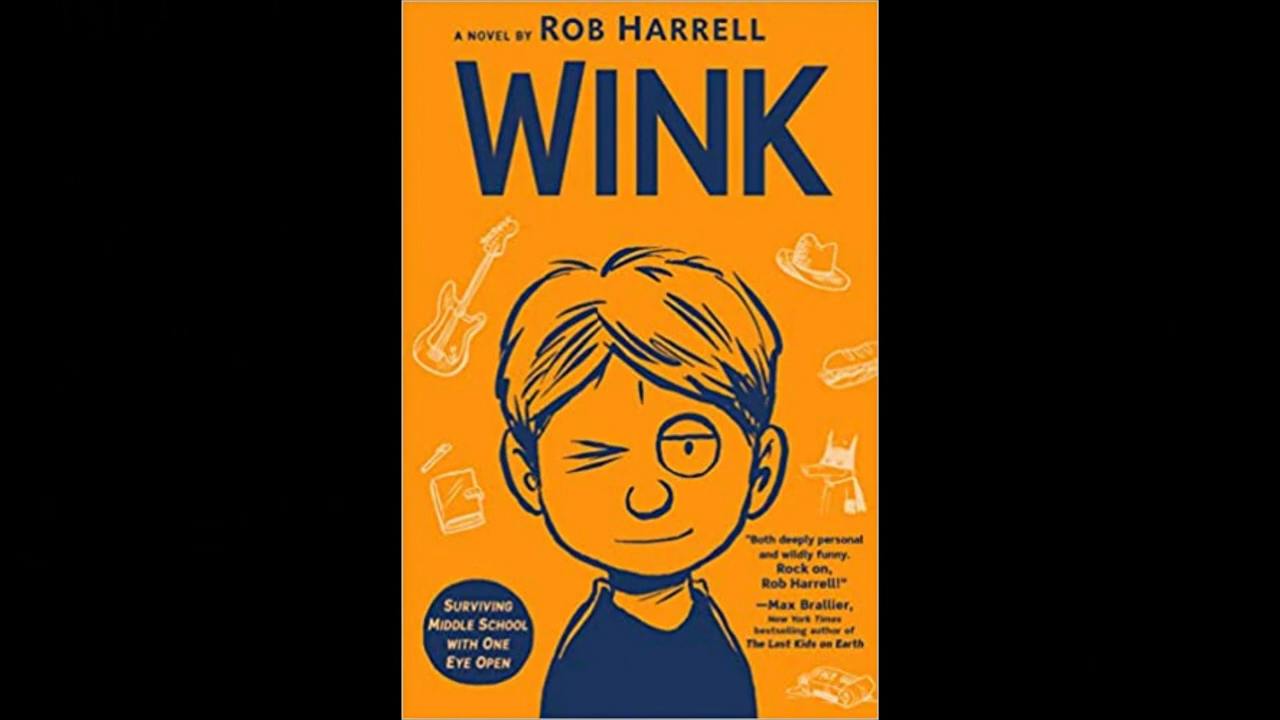 A NOVEL BY ROB HARRELL
WINK
"Both deeply personal
and wildly funny.
Rock on,
Rob Harrell!"
—Max Brallier,
New York Times
bestselling author of
The Last Kids on Earth
SURVIVING
MIDDLE SCHOOL
WITH ONE
EYE OPEN